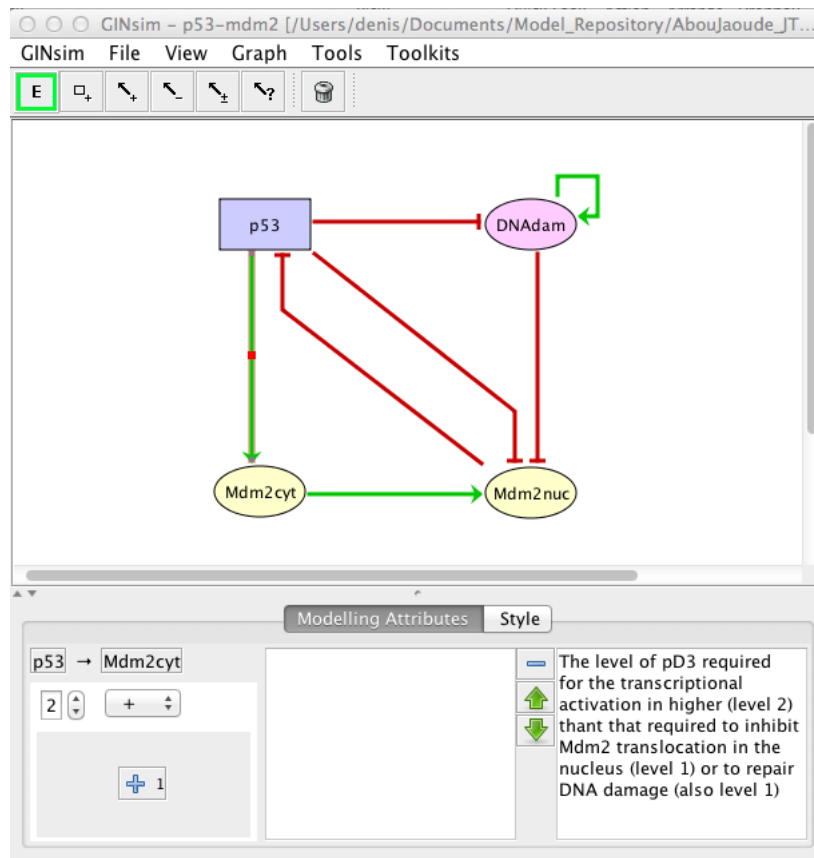 GINsim - p53-mdm2 [/Users/denis/Documents/Model_Repository/AbouJaoude_JT...
GINsim File View Graph Tools Toolkits
E + + - ± ?
p53
DNAdam
Mdm2cyt
Mdm2nuc
Modelling Attributes Style
p53 → Mdm2cyt
2 +
1
The level of pD3 required
for the transcriptional
activation in higher (level 2)
thant that required to inhibit
Mdm2 translocation in the
nucleus (level 1) or to repair
DNA damage (also level 1)